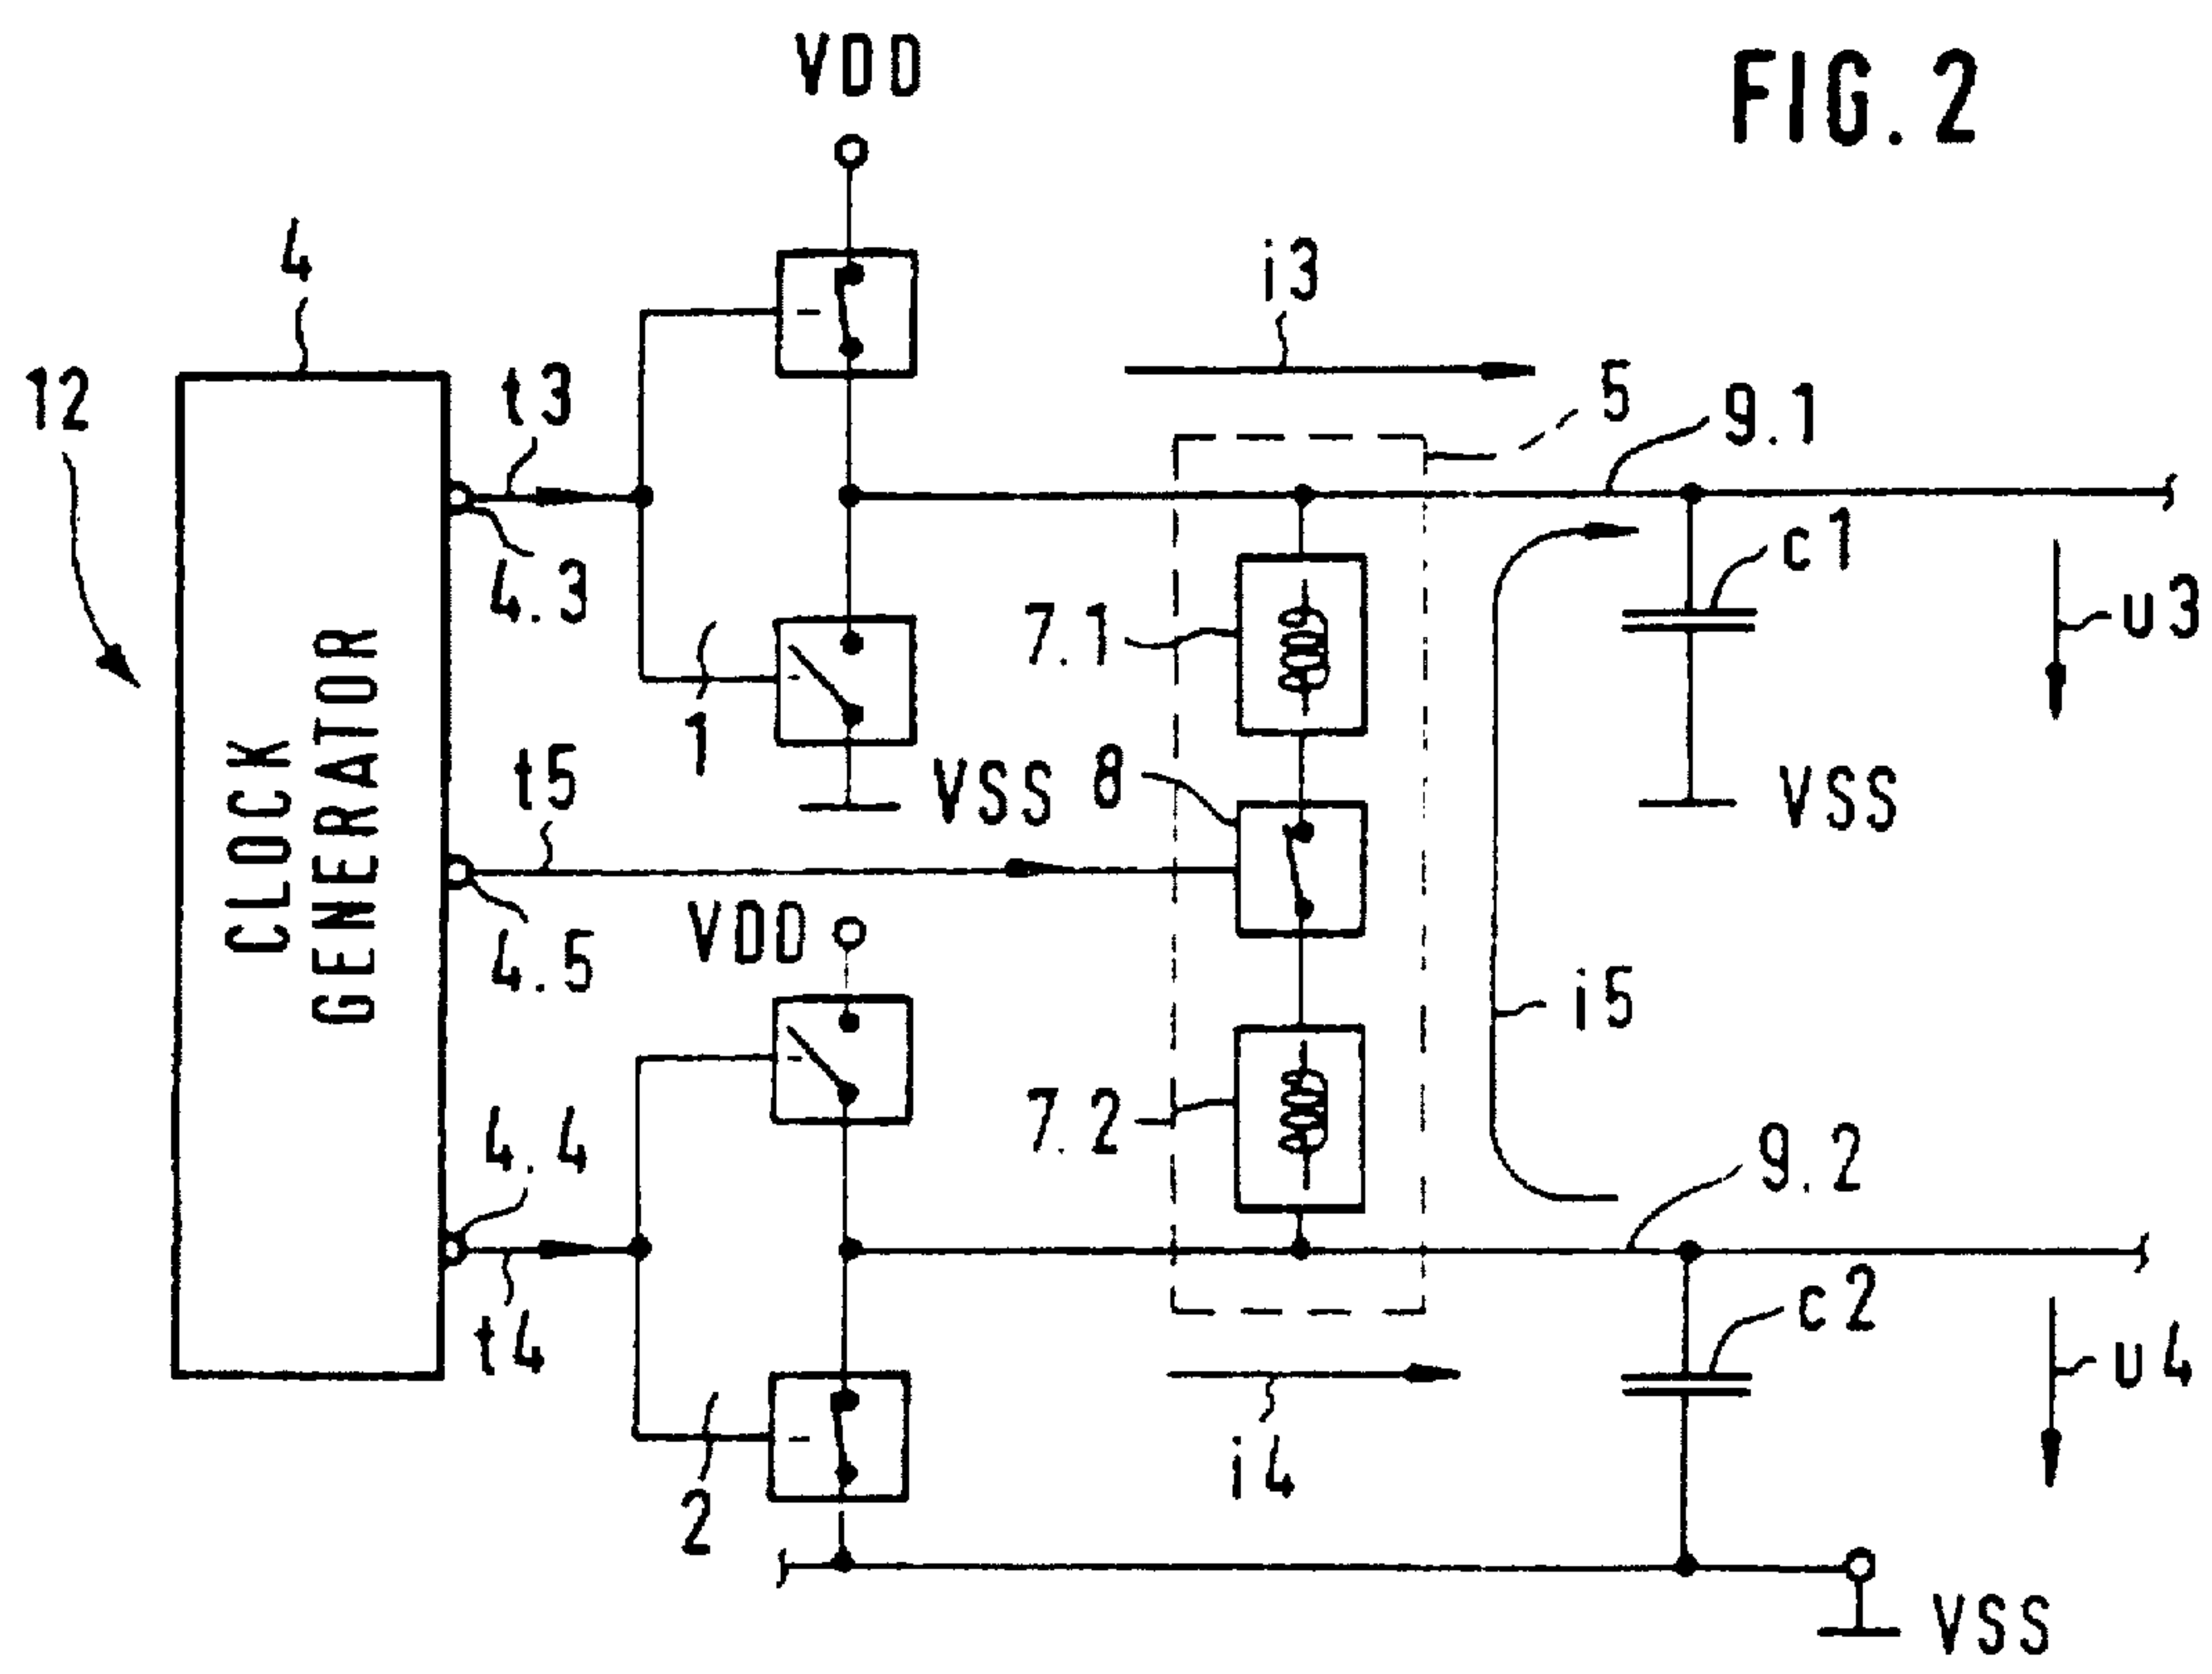 VDD
FIG. 2
4
i3
12
t3
5
9.1
c1
4.3
u3
7.1
1
t5
VSS
8
VSS
CLOCK
GENERATOR
VDD
4.5
i5
4.4
7.2
9.2
c2
t4
u4
i4
2
VSS